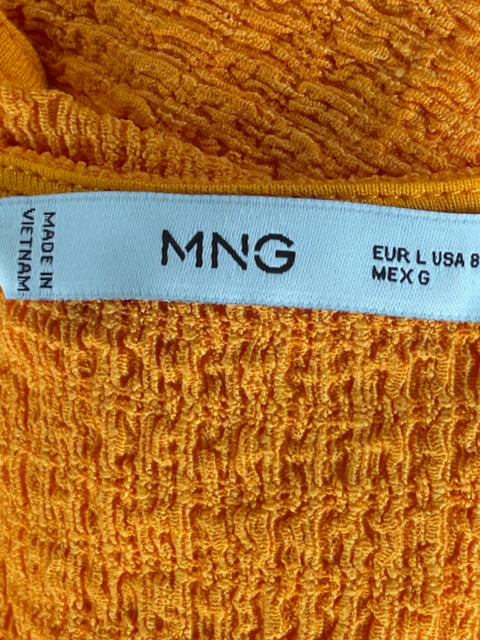 MADE IN
VIETNAM
MNG
EUR L USA 8
MEX G